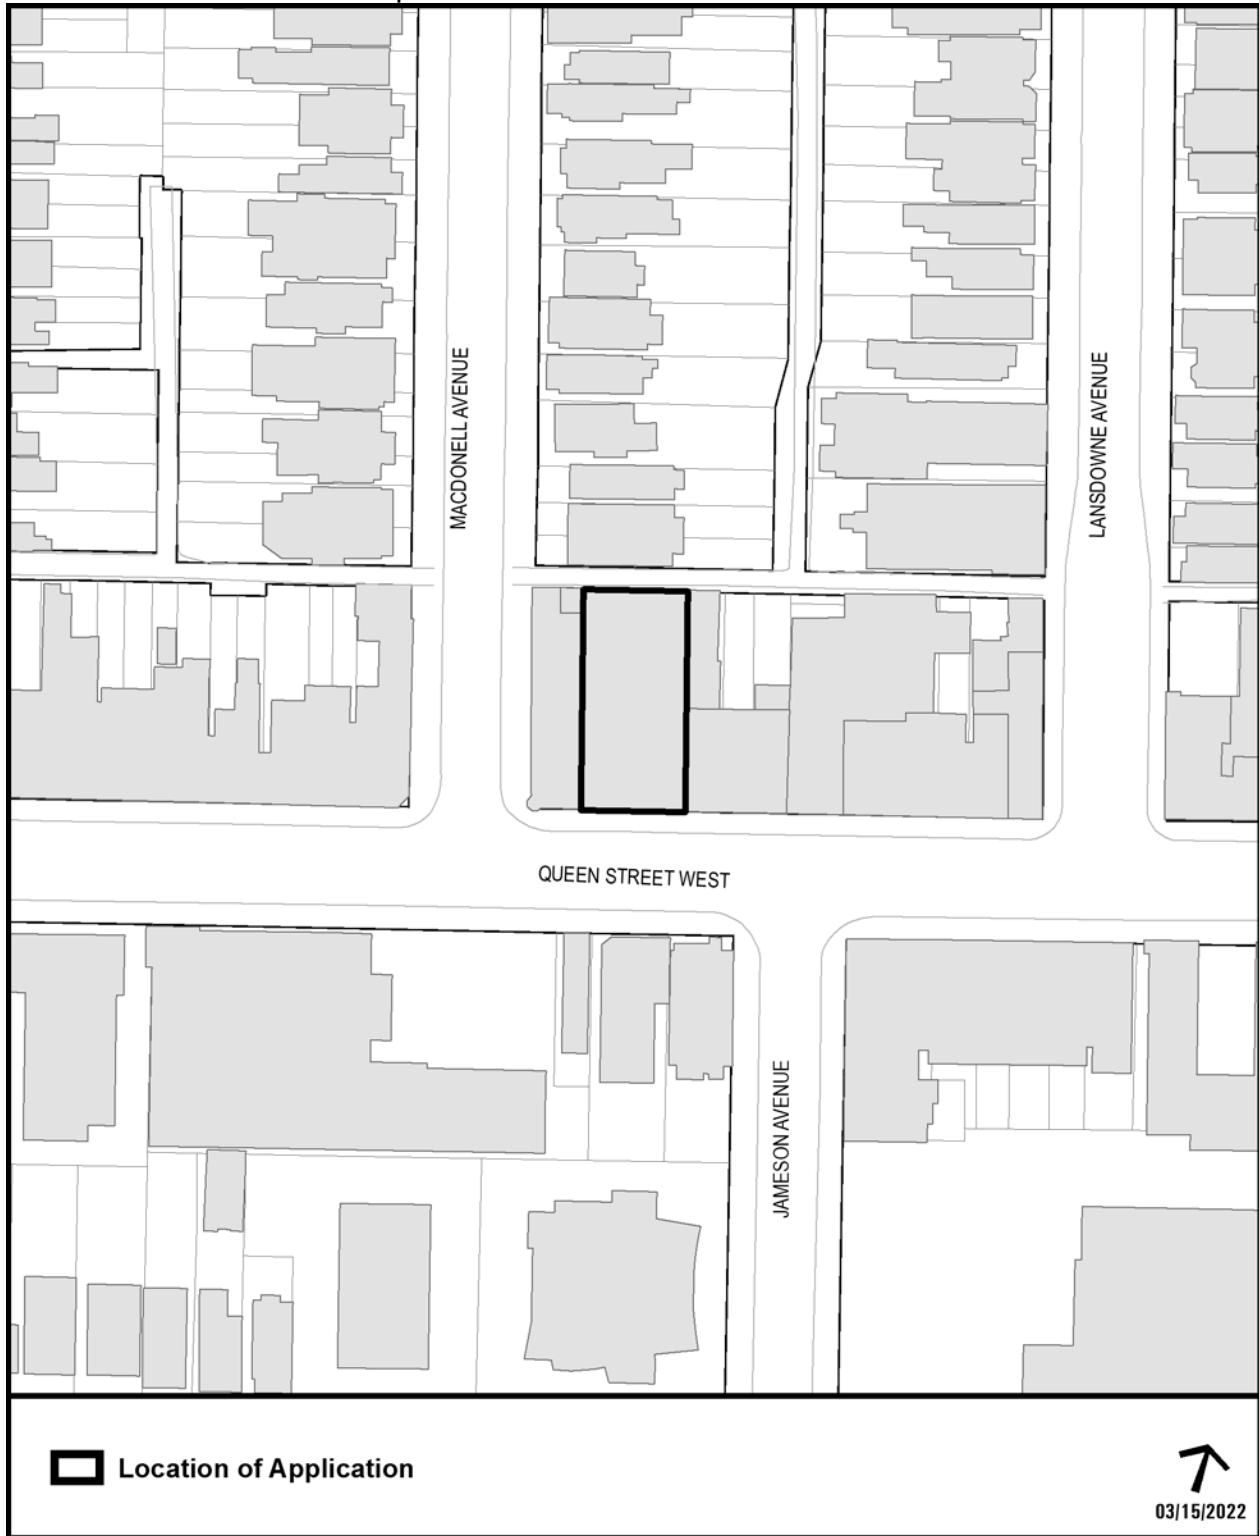 MACDONELL AVENUE
LANSDOWNE AVENUE
QUEEN STREET WEST
JAMESON AVENUE
Location of Application
03/15/2022